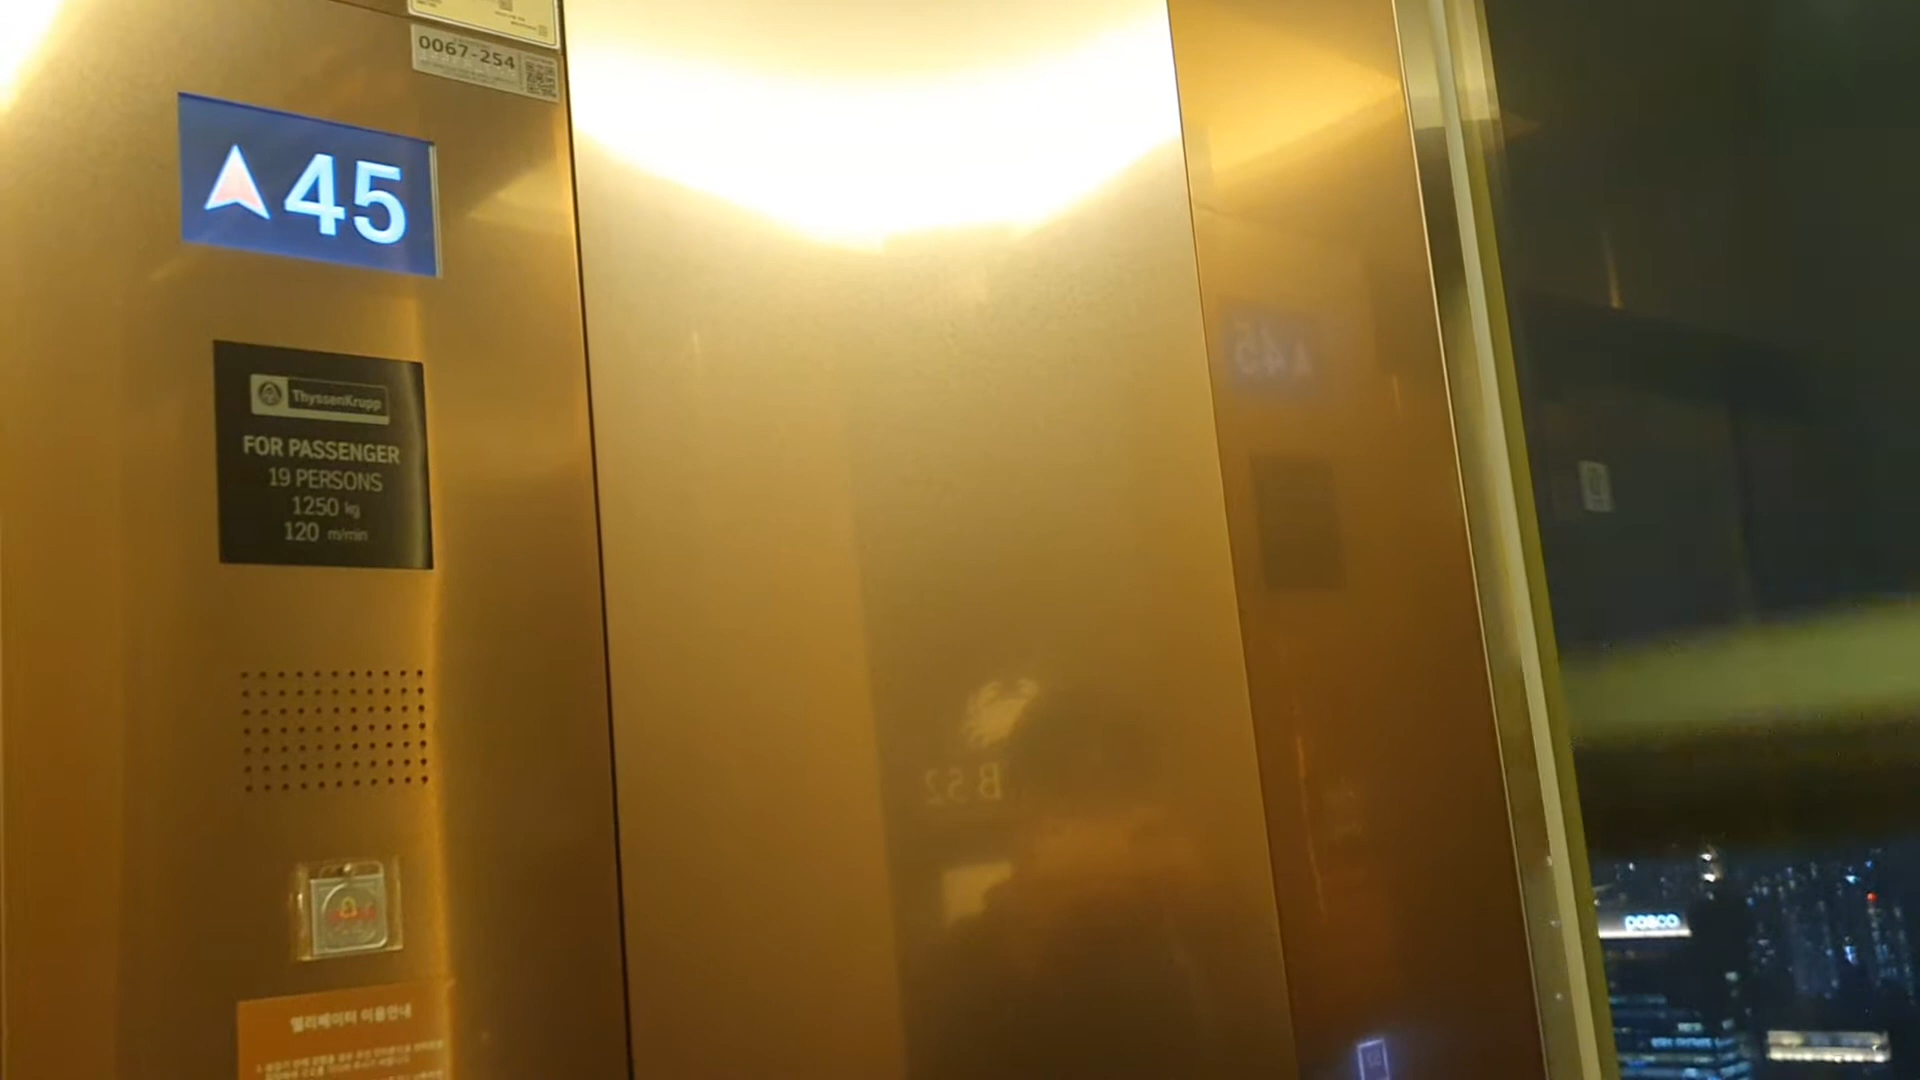 0067-254
45
ThyssenKrupp
FOR PASSENGER
19 PERSONS
1250 kg
120 m/min
B 52
posco
엘리베이터 이용안내